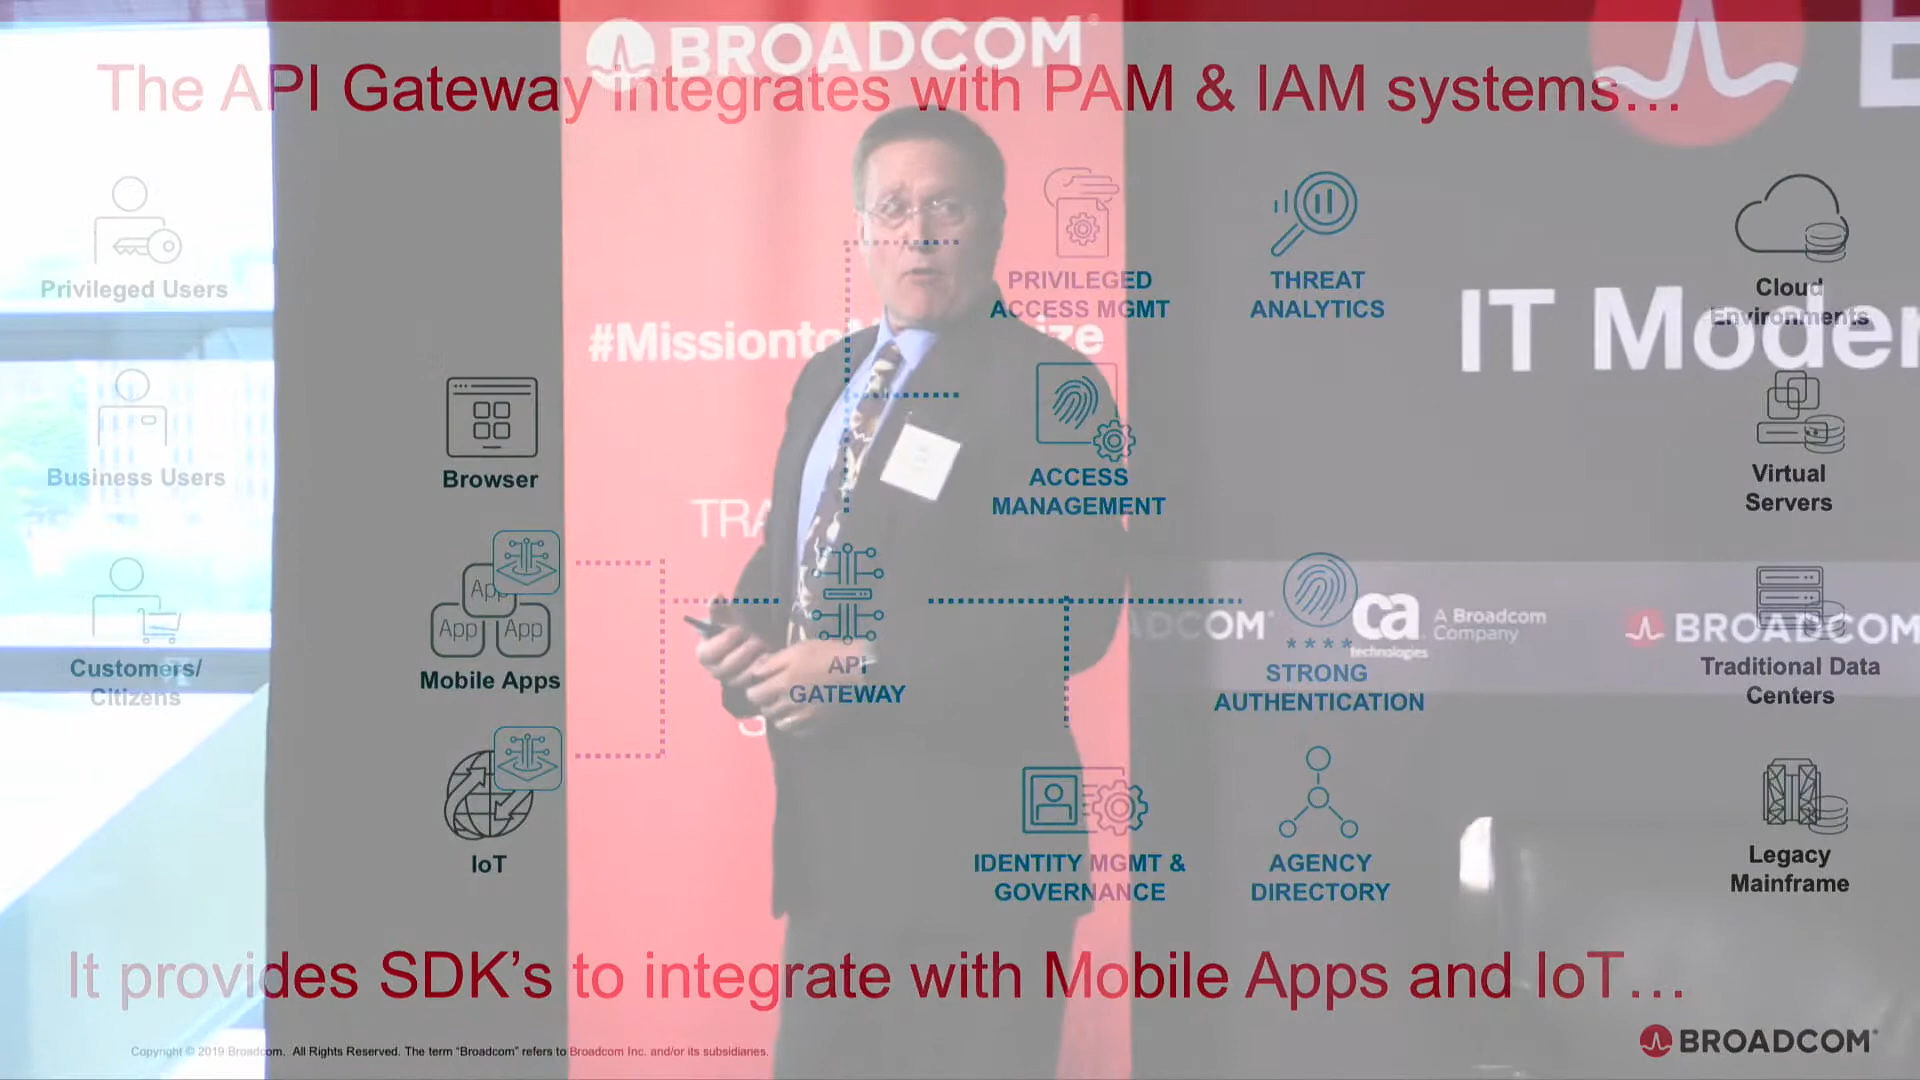 BROADCOM
The API Gateway integrates with PAM & IAM systems…
Privileged Users
PRIVILEGED
ACCESS MGMT
THREAT
ANALYTICS
Cloud
Environments
IT Moder
Business Users
Browser
ACCESS
MANAGEMENT
Virtual
Servers
TRA
App
App
App
Customers/
Citizens
Mobile Apps
API
GATEWAY
****
STRONG
AUTHENTICATION
ADCOM
ca
technologies
A Broadcom
Company
BROADCOM
Traditional Data
Centers
IoT
IDENTITY MGMT &
GOVERNANCE
AGENCY
DIRECTORY
Legacy
Mainframe
It provides SDK’s to integrate with Mobile Apps and IoT…
Copyright © 2019 Broadcom. All Rights Reserved. The term “Broadcom” refers to Broadcom Inc. and/or its subsidiaries.
BROADCOM